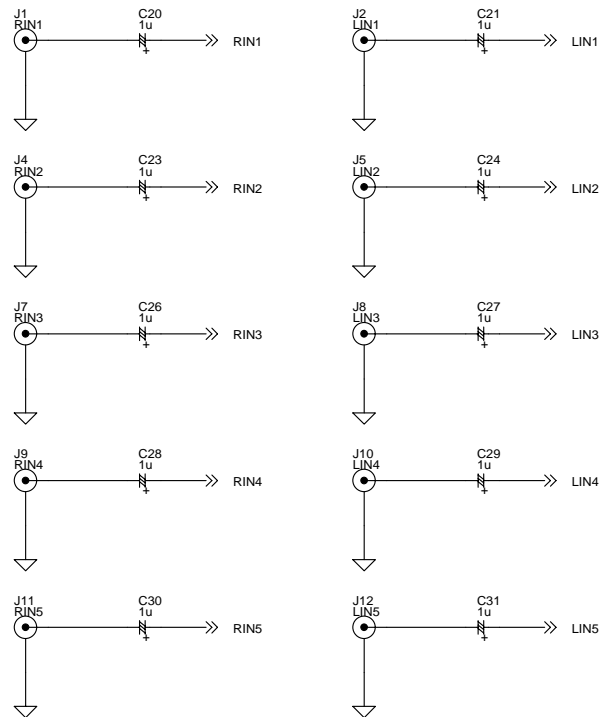 J1
RIN1
C20
1u
+
RIN1
J2
LIN1
C21
1u
+
LIN1
J4
RIN2
C23
1u
+
RIN2
J5
LIN2
C24
1u
+
LIN2
J7
RIN3
C26
1u
+
RIN3
J8
LIN3
C27
1u
+
LIN3
J9
RIN4
C28
1u
+
RIN4
J10
LIN4
C29
1u
+
LIN4
J11
RIN5
C30
1u
+
RIN5
J12
LIN5
C31
1u
+
LIN5